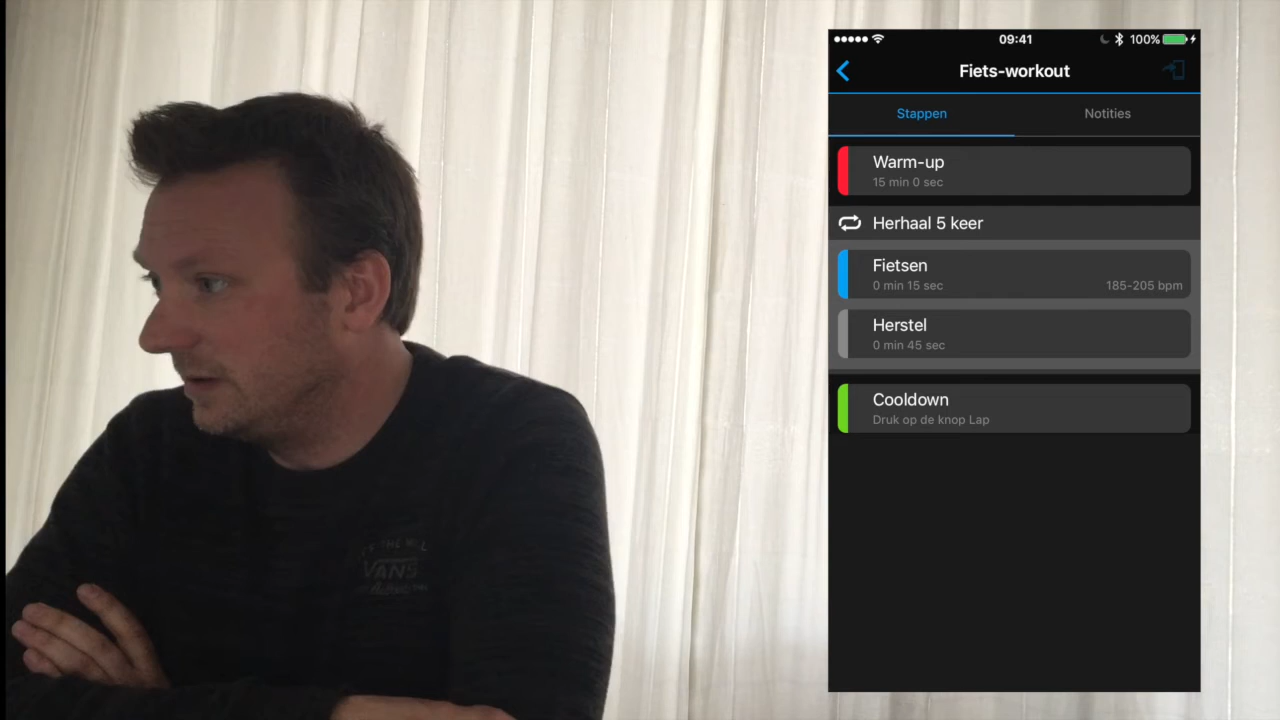 09:41
100%
Fiets-workout
Stappen
Notities
Warm-up
15 min 0 sec
Herhaal 5 keer
Fietsen
0 min 15 sec
185-205 bpm
Herstel
0 min 45 sec
Cooldown
Druk op de knop Lap
VANS